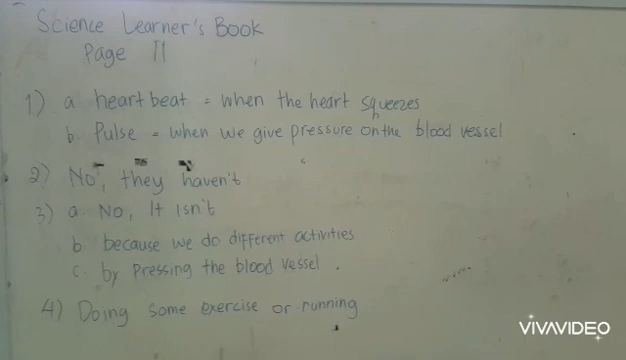 Science Learner's Book
Page 11
1) a heart beat = when the heart squeezes
b. Pulse = when we give pressure on the blood vessel
2) No, they haven't
3) a. No, It isn't
b. because we do different activities
c. by pressing the blood vessel.
4) Doing some exercise or running
VIVAVIDEO